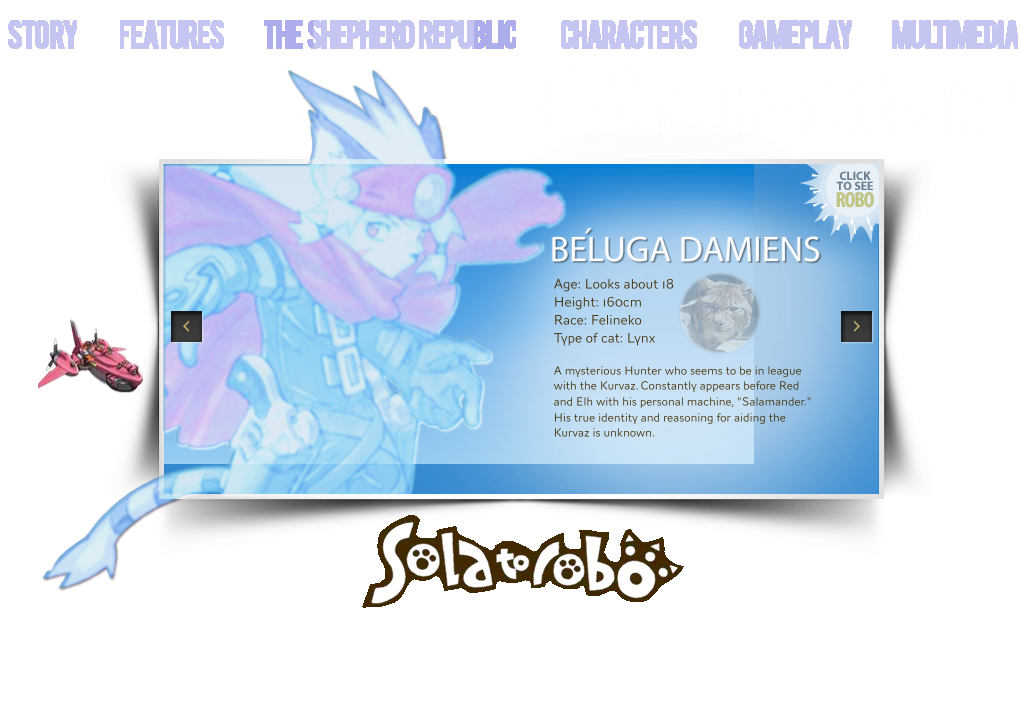 STORY FEATURES THE SHEPHERD REPUBLIC CHARACTERS GAMEPLAY MULTIMEDIA
CLICK
TO SEE
ROBO
BÉLUGA DAMIENS
Age: Looks about 18
Height: 160cm
Race: Felineko
Type of cat: Lynx
A mysterious Hunter who seems to be in league
with the Kurvaz. Constantly appears before Red
and Elh with his personal machine, "Salamander."
His true identity and reasoning for aiding the
Kurvaz is unknown.
Solatorobo